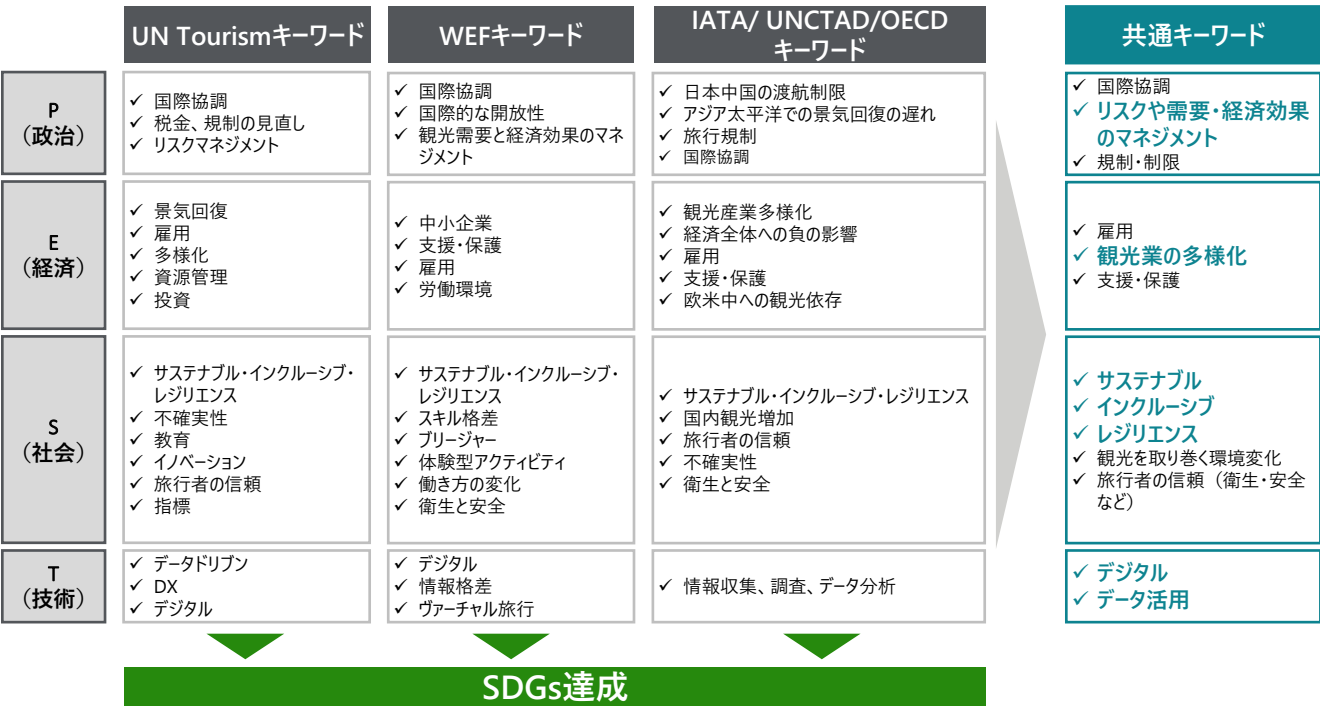 UN Tourismキーワード
WEFキーワード
IATA/ UNCTAD/OECD
キーワード
共通キーワード
P
（政治）
✓ 国際協調
✓ 税金、規制の見直し
✓ リスクマネジメント
✓ 国際協調
✓ 国際的な開放性
✓ 観光需要と経済効果のマネ
ジメント
✓ 日本中国の渡航制限
✓ アジア太平洋での景気回復の遅れ
✓ 旅行規制
✓ 国際協調
✓ 国際協調
✓ リスクや需要・経済効果
のマネジメント
✓ 規制・制限
E
（経済）
✓ 景気回復
✓ 雇用
✓ 多様化
✓ 資源管理
✓ 投資
✓ 中小企業
✓ 支援・保護
✓ 雇用
✓ 労働環境
✓ 観光産業多様化
✓ 経済全体への負の影響
✓ 雇用
✓ 支援・保護
✓ 欧米中への観光依存
✓ 雇用
✓ 観光業の多様化
✓ 支援・保護
S
（社会）
✓ サステナブル・インクルーシブ・
レジリエンス
✓ 不確実性
✓ 教育
✓ イノベーション
✓ 旅行者の信頼
✓ 指標
✓ サステナブル・インクルーシブ・
レジリエンス
✓ スキル格差
✓ ブリージャー
✓ 体験型アクティビティ
✓ 働き方の変化
✓ 衛生と安全
✓ サステナブル・インクルーシブ・レジリエンス
✓ 国内観光増加
✓ 旅行者の信頼
✓ 不確実性
✓ 衛生と安全
✓ サステナブル
✓ インクルーシブ
✓ レジリエンス
✓ 観光を取り巻く環境変化
✓ 旅行者の信頼（衛生・安全
など）
T
（技術）
✓ データドリブン
✓ DX
✓ デジタル
✓ デジタル
✓ 情報格差
✓ ヴァーチャル旅行
✓ 情報収集、調査、データ分析
✓ デジタル
✓ データ活用
SDGs達成